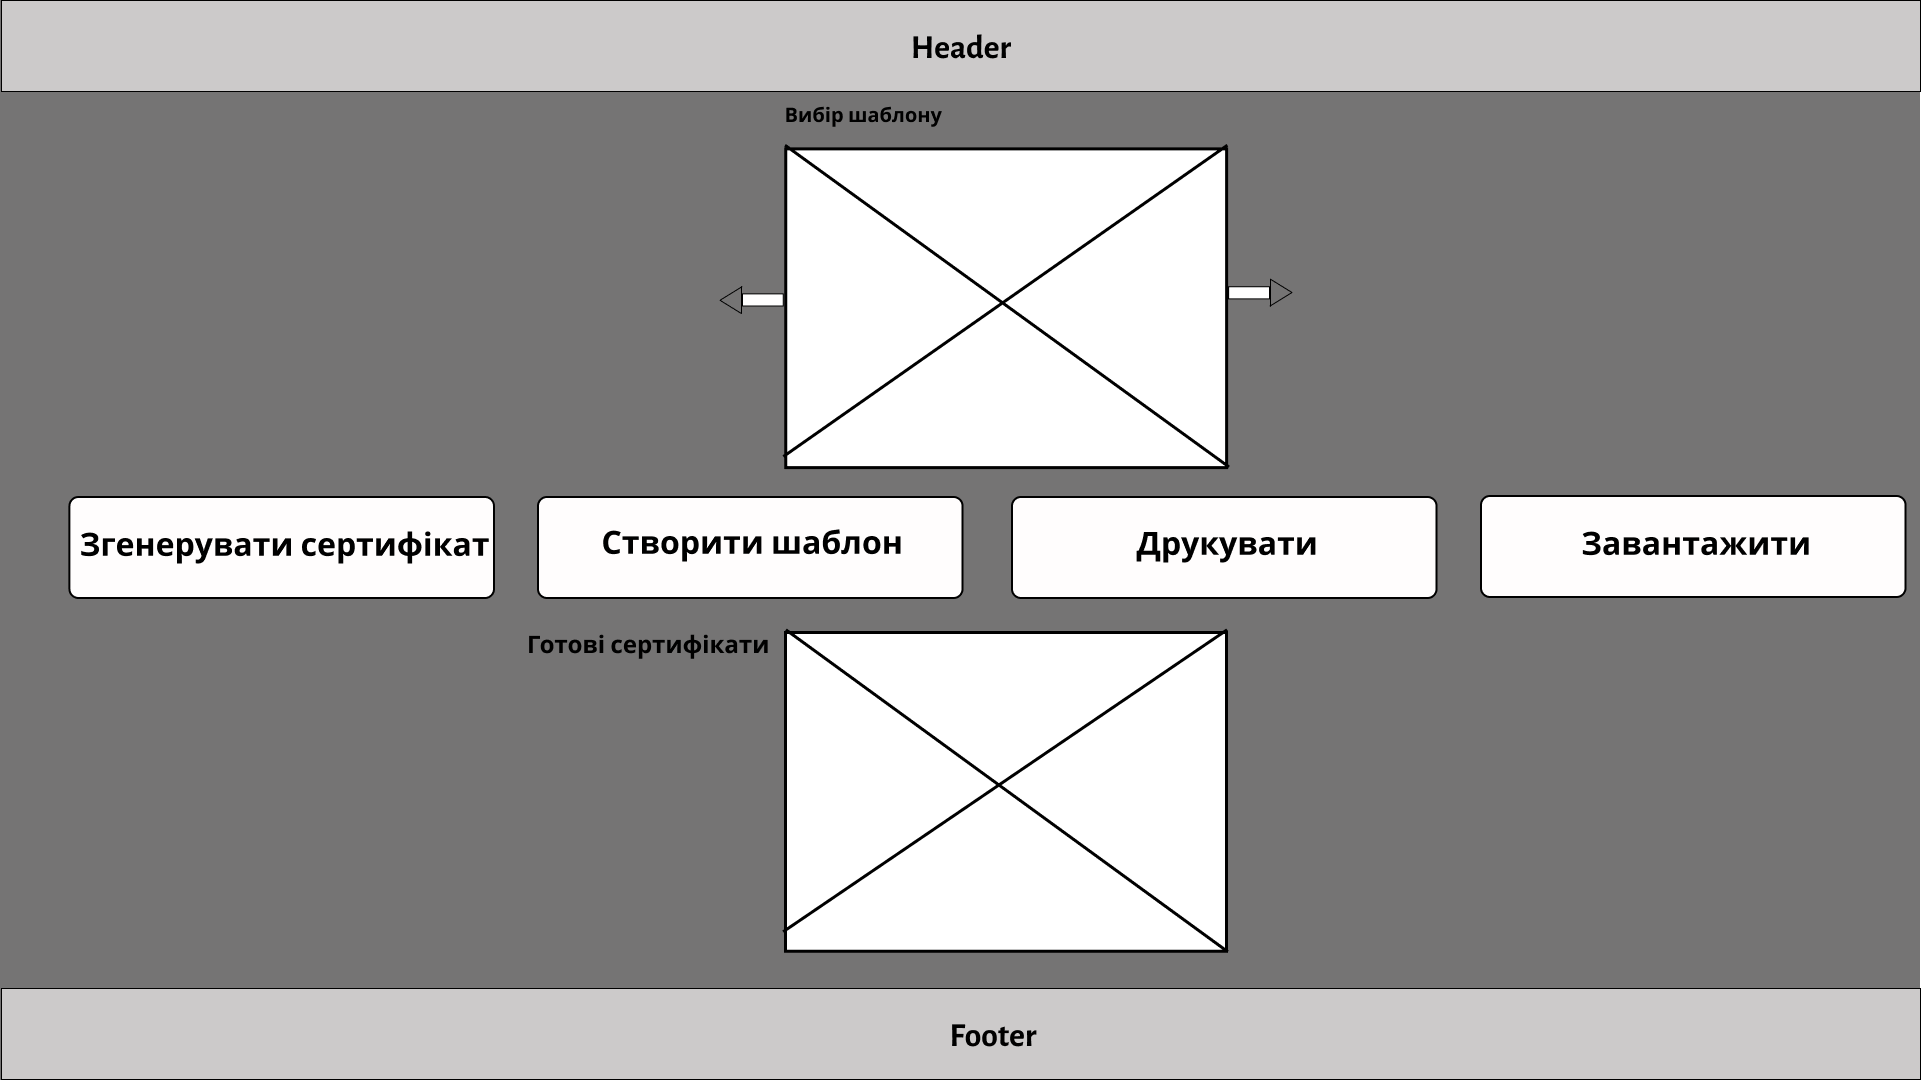 Header
Вибір шаблону
Згенерувати сертифікат
Створити шаблон
Друкувати
Завантажити
Готові сертифікати
Footer